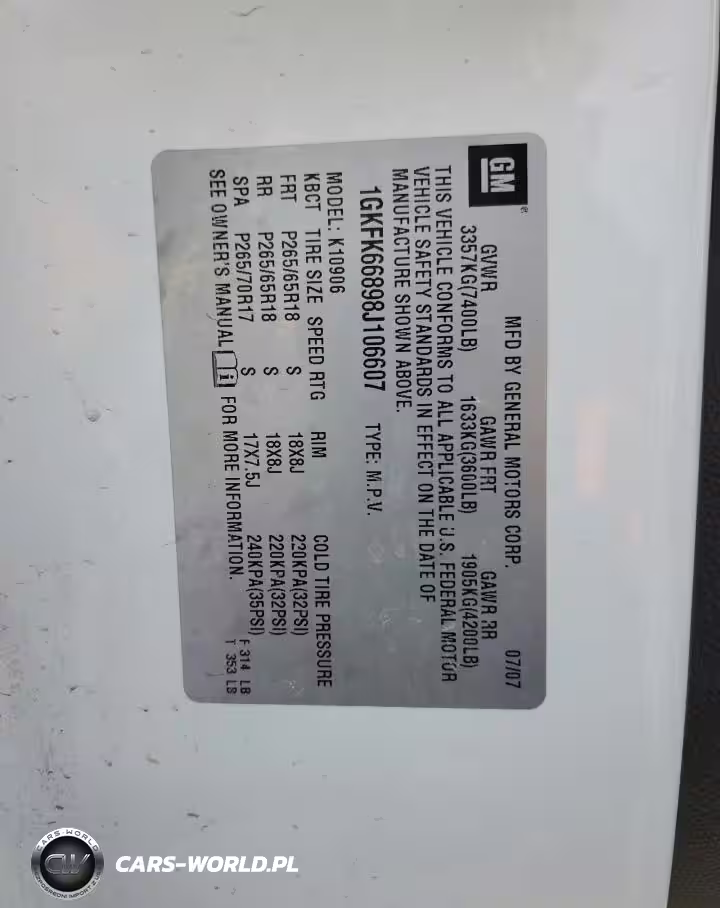 GM ®
MFD BY GENERAL MOTORS CORP. 07/07
GVWR GAWR FRT GAWR RR
3357KG(7400LB) 1633KG(3600LB) 1905KG(4200LB)
THIS VEHICLE CONFORMS TO ALL APPLICABLE U.S. FEDERAL MOTOR
VEHICLE SAFETY STANDARDS IN EFFECT ON THE DATE OF
MANUFACTURE SHOWN ABOVE.
1GKFK66898J106607 TYPE: M.P.V.
MODEL: K10906
KBCT TIRE SIZE SPEED RTG RIM COLD TIRE PRESSURE
FRT P265/65R18 S 18X8J 220KPA(32PSI)
RR P265/65R18 S 18X8J 220KPA(32PSI)
SPA P265/70R17 S 17X7.5J 240KPA(35PSI)
SEE OWNER'S MANUAL i FOR MORE INFORMATION.
F 314 LB
T 353 LB
CARS-WORLD
CW
CARS-WORLD.PL